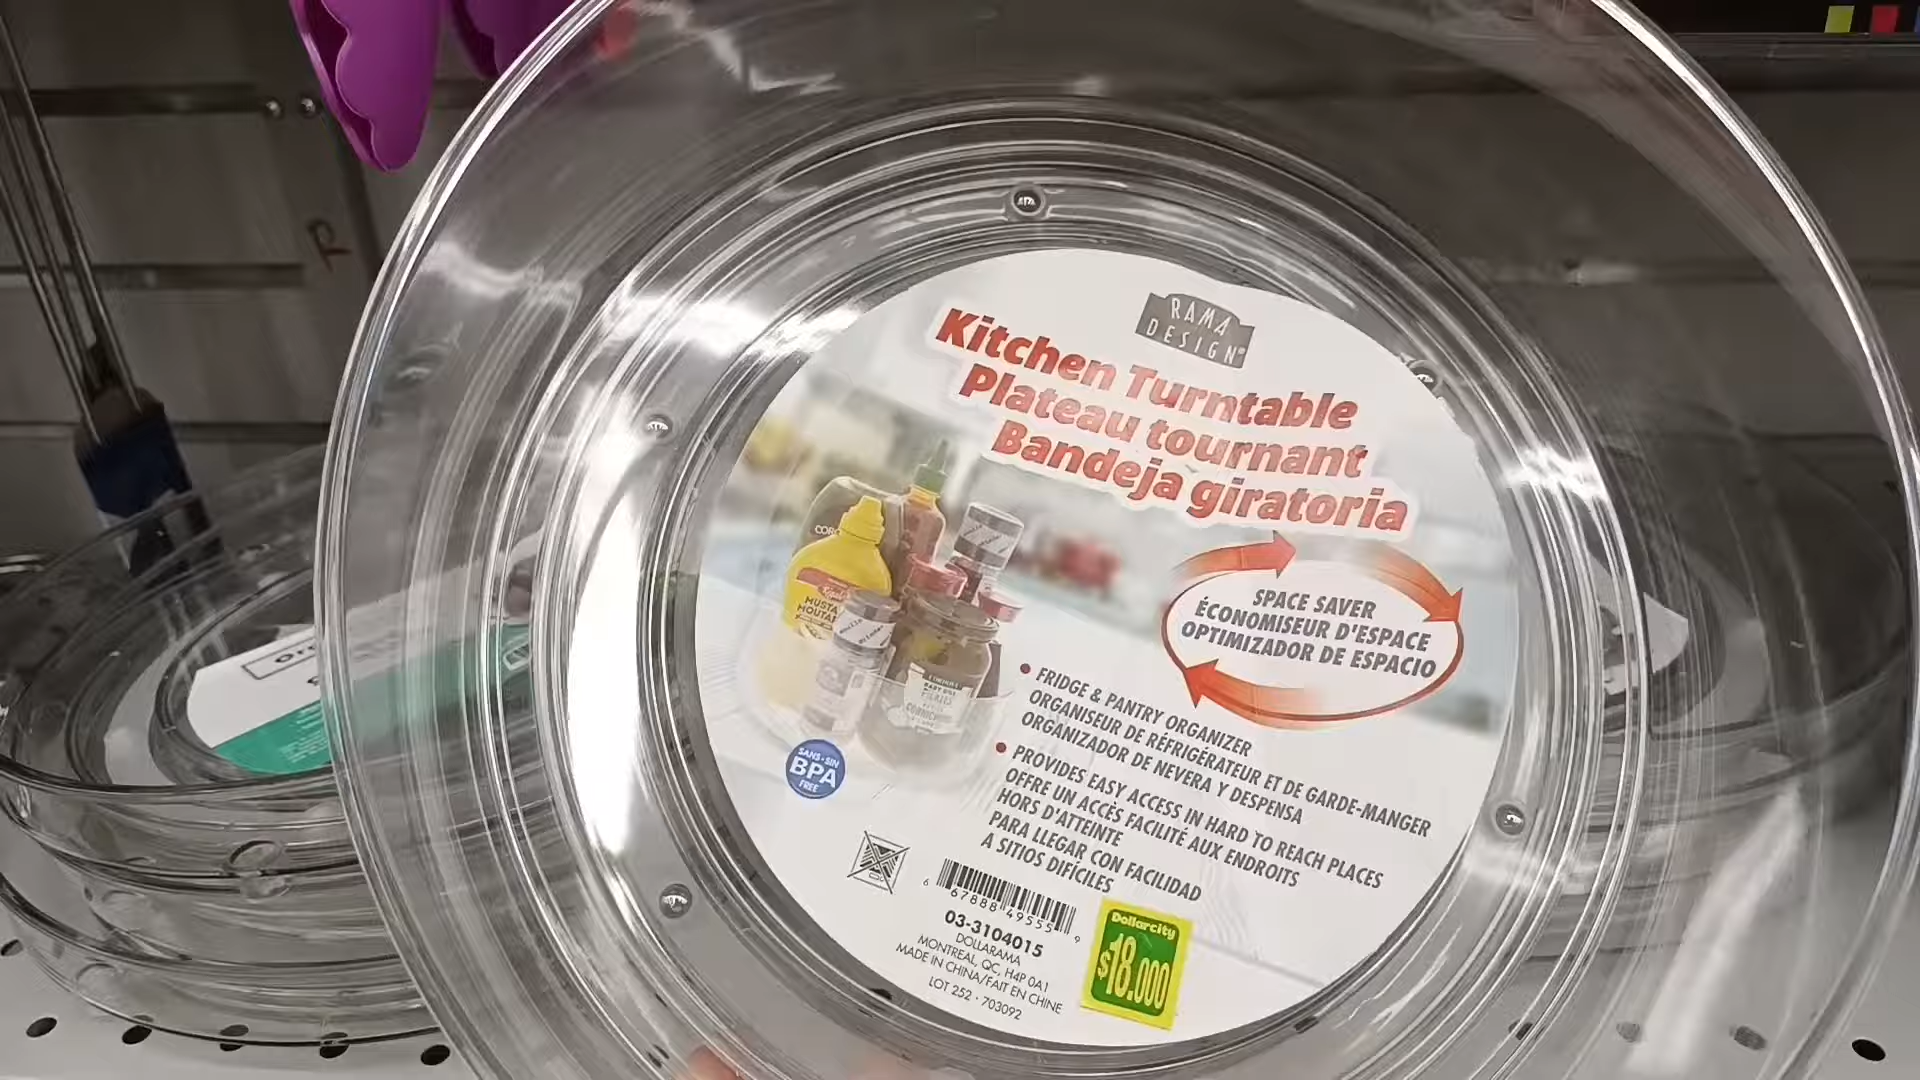 RAMA
DESIGN®
Kitchen Turntable
Plateau tournant
Bandeja giratoria
SPACE SAVER
ÉCONOMISEUR D'ESPACE
OPTIMIZADOR DE ESPACIO
• FRIDGE & PANTRY ORGANIZER
ORGANISEUR DE RÉFRIGÉRATEUR ET DE GARDE-MANGER
ORGANIZADOR DE NEVERA Y DESPENSA
• PROVIDES EASY ACCESS IN HARD TO REACH PLACES
OFFRE UN ACCÈS FACILITÉ AUX ENDROITS
HORS D'ATTEINTE
PARA LLEGAR CON FACILIDAD
A SITIOS DIFÍCILES
SANS • SIN
BPA
FREE
6 67888 49555 9
03-3104015
DOLLARAMA
MONTREAL, QC, H4P 0A1
MADE IN CHINA/FAIT EN CHINE
LOT 252 - 703092
Dollarcity
$18.000